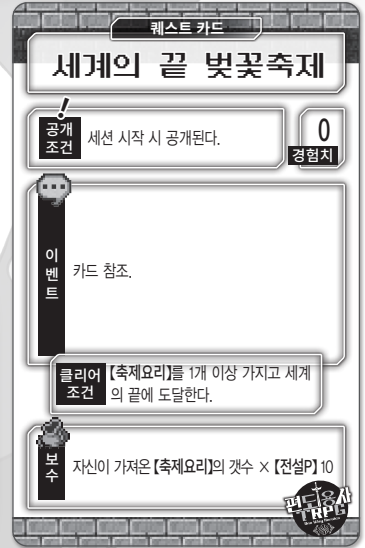 퀘스트 카드
세계의 끝 벚꽃축제
공개
조건
세션 시작 시 공개된다.
0
경험치
이
벤
트
카드 참조.
클리어
조건
【축제요리】를 1개 이상 가지고 세계
의 끝에 도달한다.
보
수
자신이 가져온 【축제요리】의 갯수 × 【전설P】 10
편도용사
TRPG